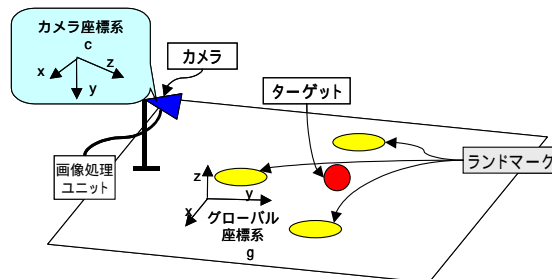 カメラ座標系
c
x
z
y
カメラ
ターゲット
画像処理
ユニット
ランドマーク
z
y
x
グローバル
座標系
g